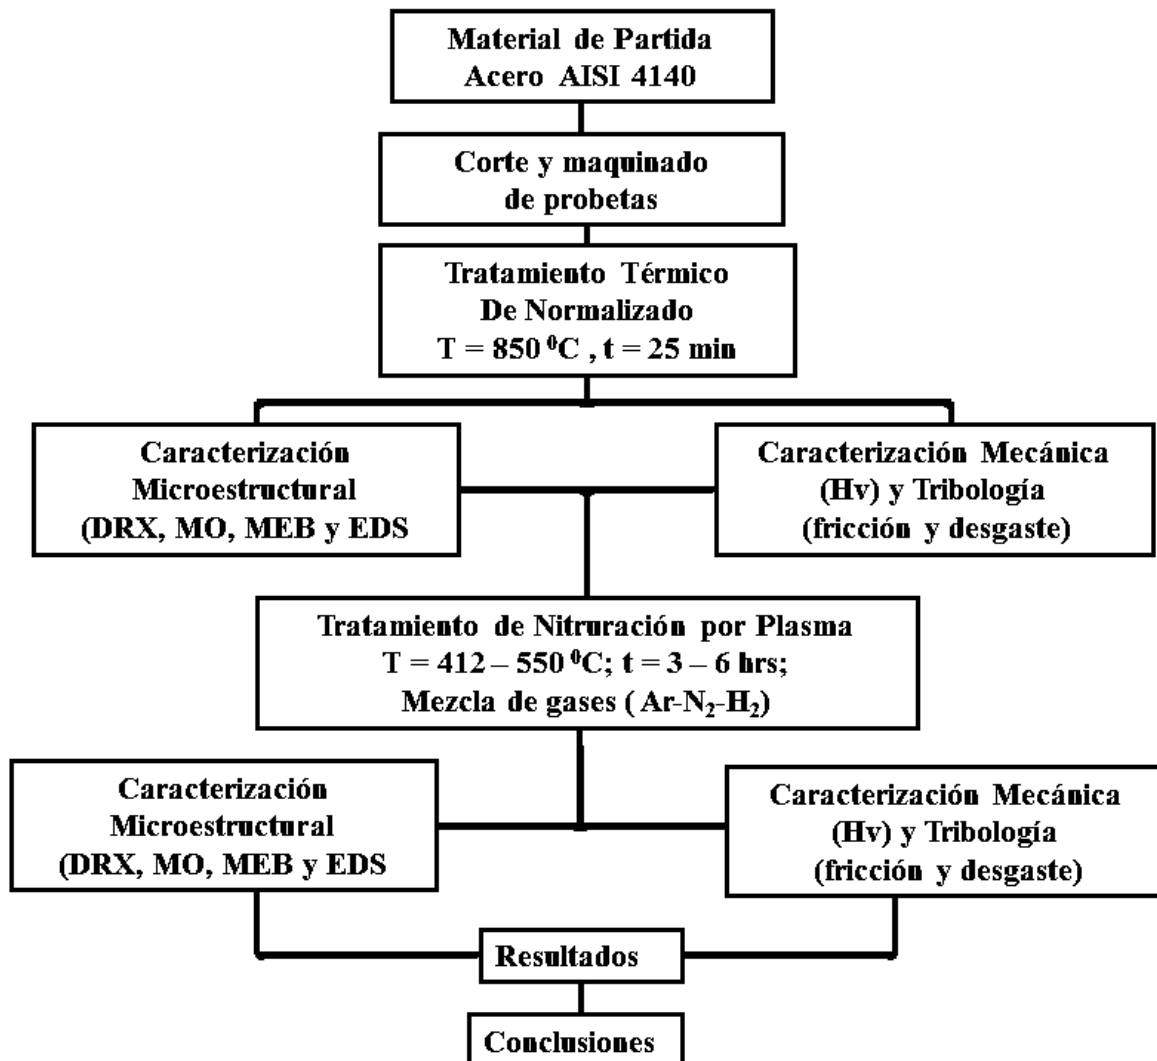 Material de Partida
Acero AISI 4140
Corte y maquinado
de probetas
Tratamiento Térmico
De Normalizado
T = 850 ⁰C , t = 25 min
Caracterización
Microestructural
(DRX, MO, MEB y EDS
Caracterización Mecánica
(Hv) y Tribología
(fricción y desgaste)
Tratamiento de Nitruración por Plasma
T = 412 – 550 ⁰C; t = 3 – 6 hrs;
Mezcla de gases ( Ar-N₂-H₂)
Caracterización
Microestructural
(DRX, MO, MEB y EDS
Caracterización Mecánica
(Hv) y Tribología
(fricción y desgaste)
Resultados
Conclusiones